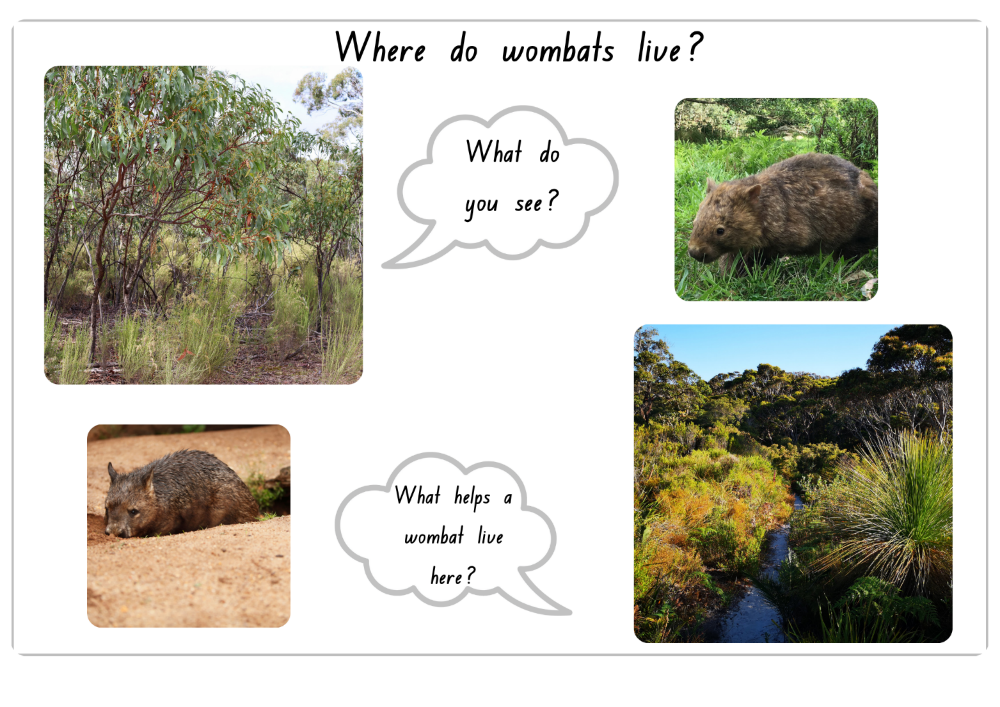 Where do wombats live?
What do
you see?
What helps a
wombat live
here?